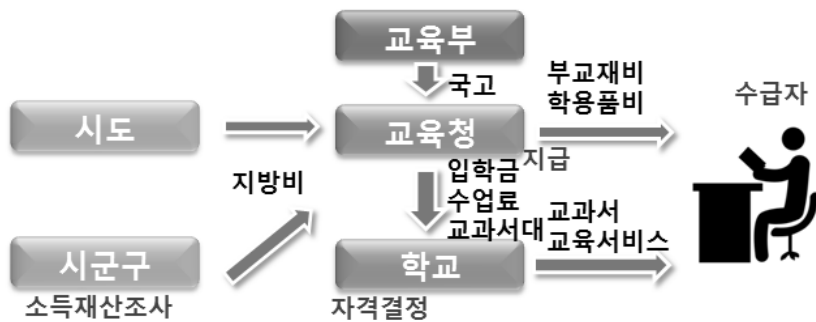 교육부
국고
부교재비
학용품비
수급자
시도
교육청
지급
지방비
입학금
수업료
교과서대
교과서
교육서비스
시군구
학교
소득재산조사
자격결정